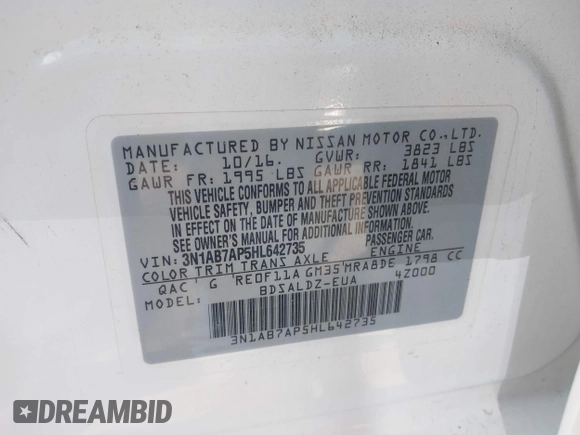 MANUFACTURED BY NISSAN MOTOR CO.,LTD.
DATE: 10/16. GVWR: 3823 LBS
GAWR FR: 1995 LBS GAWR RR: 1841 LBS
THIS VEHICLE CONFORMS TO ALL APPLICABLE FEDERAL MOTOR
VEHICLE SAFETY, BUMPER AND THEFT PREVENTION STANDARDS
IN EFFECT ON THE DATE OF MANUFACTURE SHOWN ABOVE.
SEE OWNERS MANUAL FOR ADDITIONAL INFORMATION.
VIN: 3N1AB7AP5HL642735 PASSENGER CAR.
COLOR TRIM TRANS AXLE ENGINE
QAC G RE0F11A GM35 MRA8DE 1798 CC
MODEL: BDSALDZ-EUA 4Z000
3N1AB7AP5HL642735
DREAMBID